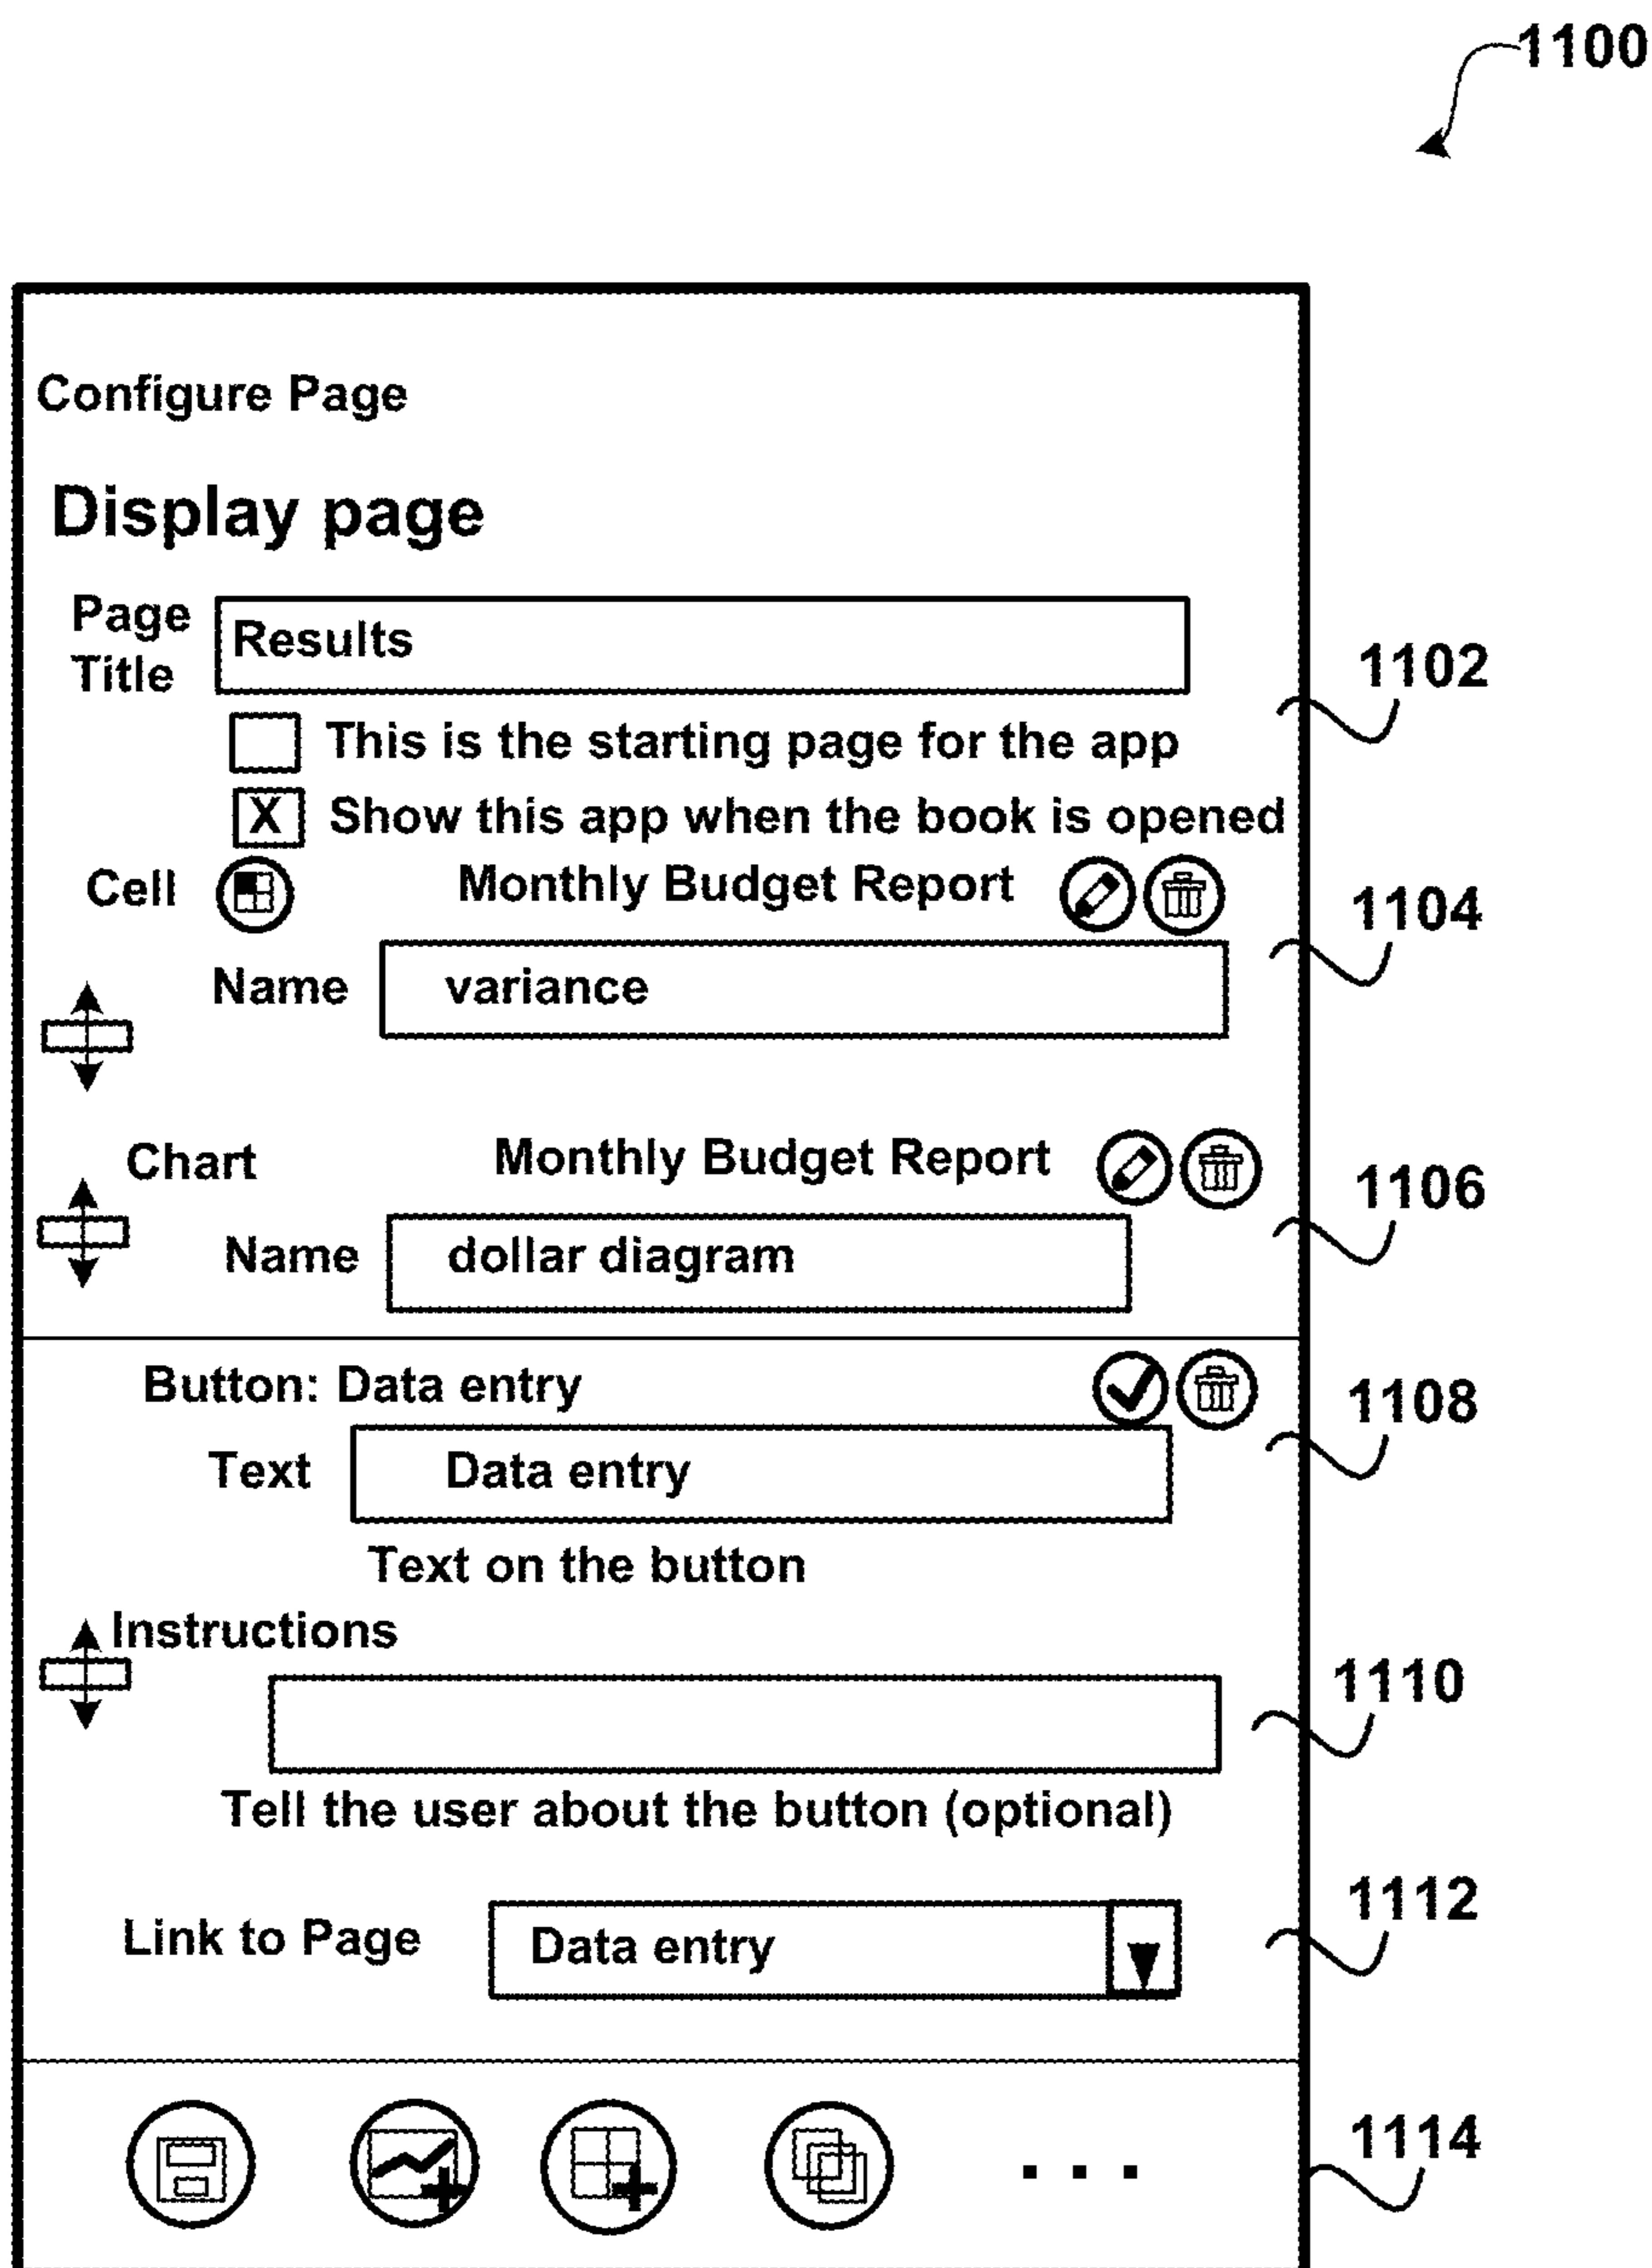 1100
Configure Page
Display page
Page Title
Results
1102
This is the starting page for the app
X Show this app when the book is opened
Cell
Monthly Budget Report
1104
Name
variance
Chart
Monthly Budget Report
1106
Name
dollar diagram
Button: Data entry
1108
Text
Data entry
Text on the button
Instructions
1110
Tell the user about the button (optional)
1112
Link to Page
Data entry
1114
. . .